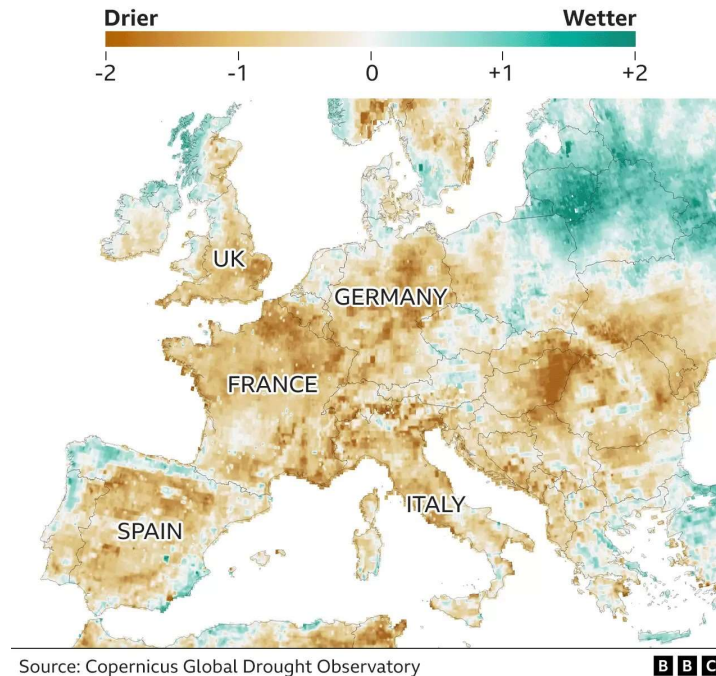 Drier Wetter
-2 -1 0 +1 +2
UK
GERMANY
FRANCE
ITALY
SPAIN
Source: Copernicus Global Drought Observatory BBC